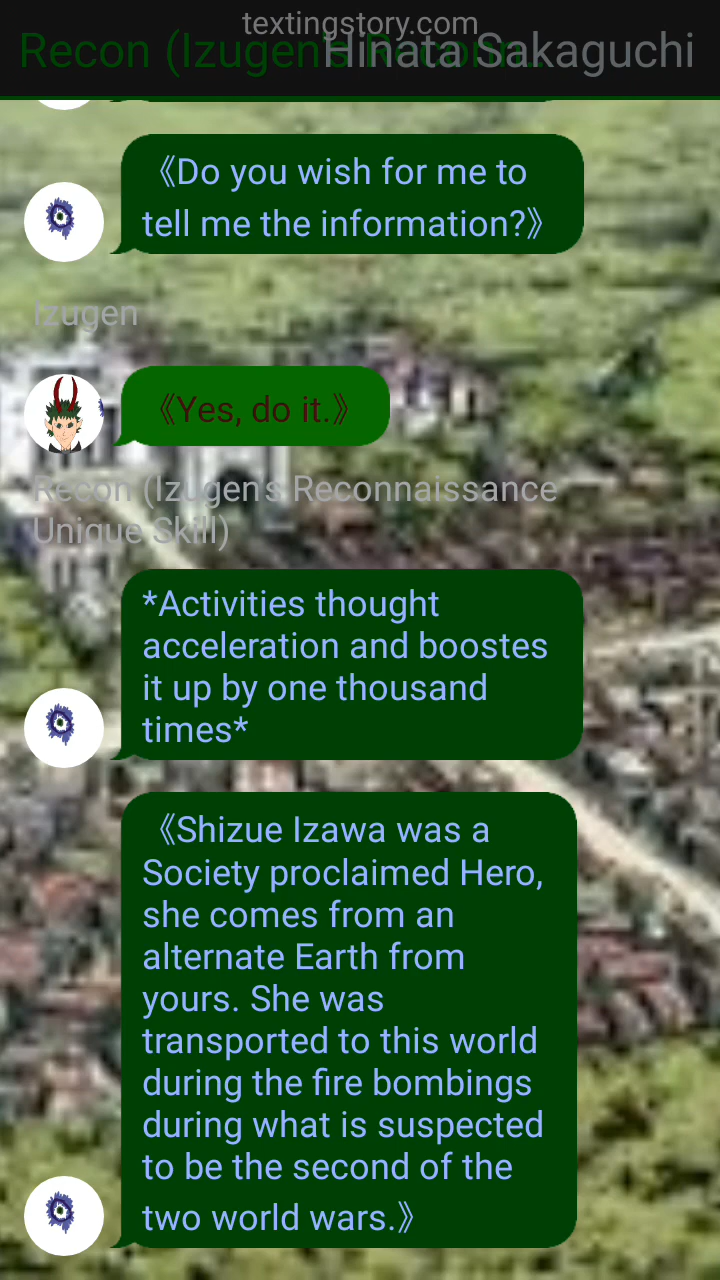 textingstory.com
Recon (Izugen's Reconn...
Hinata Sakaguchi
《Do you wish for me to
tell me the information?》
Izugen
《Yes, do it.》
Recon (Izugen's Reconnaissance
Unique Skill)
*Activities thought
acceleration and boostes
it up by one thousand
times*
《Shizue Izawa was a
Society proclaimed Hero,
she comes from an
alternate Earth from
yours. She was
transported to this world
during the fire bombings
during what is suspected
to be the second of the
two world wars.》